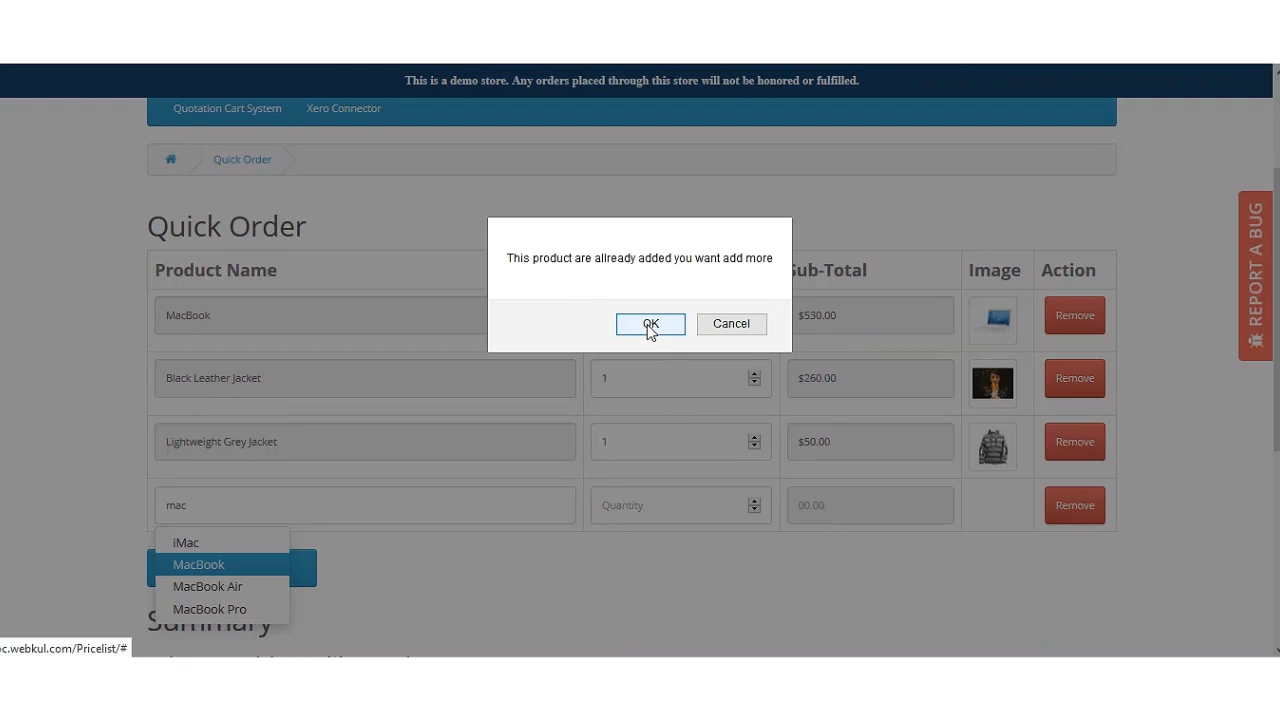 This is a demo store. Any orders placed through this store will not be honored or fulfilled.
Quotation Cart System Xero Connector
Quick Order
Quick Order
This product are allready added you want add more
OK Cancel
Product Name Sub-Total Image Action
MacBook $530.00 Remove
Black Leather Jacket 1 $260.00 Remove
Lightweight Grey Jacket 1 $50.00 Remove
mac Quantity 00.00 Remove
iMac
MacBook
MacBook Air
MacBook Pro
Summary
oc.webkul.com/Pricelist/#
REPORT A BUG